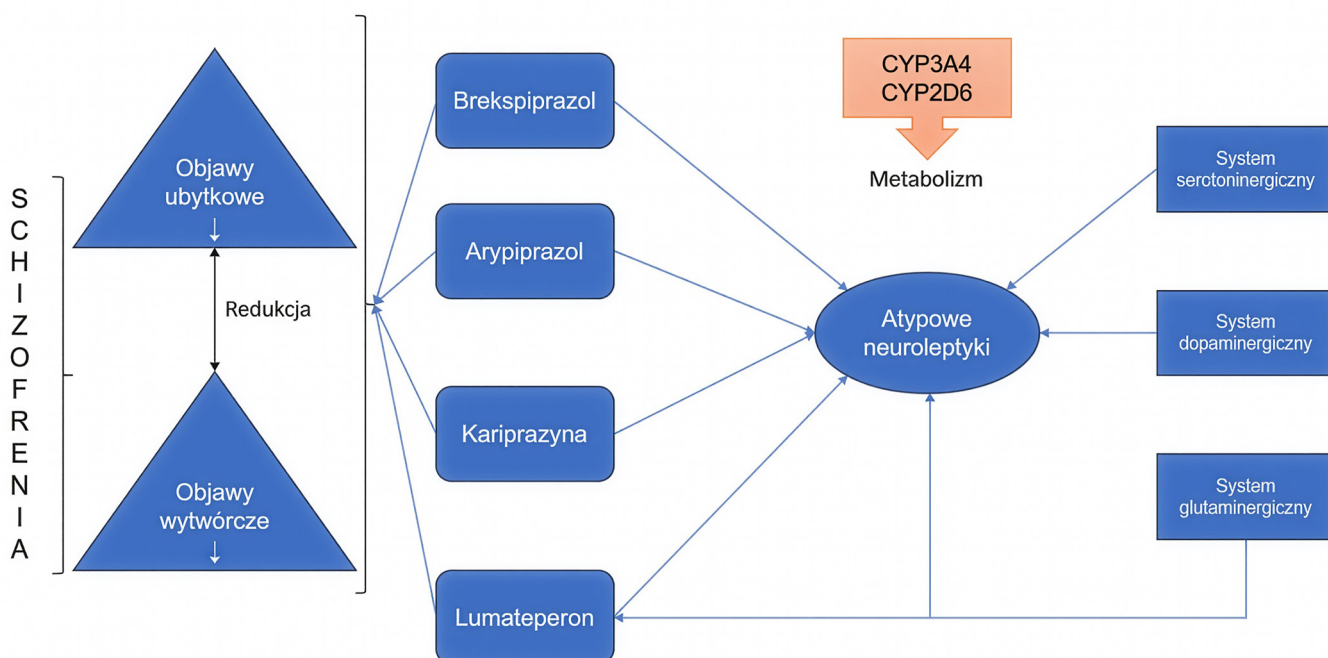 SCHIZOFRENIA
Objawy
ubytkowe
↓
Redukcja
Objawy
wytwórcze
↓
Brekspiprazol
Arypiprazol
Kariprazyna
Lumateperon
CYP3A4
CYP2D6
Metabolizm
Atypowe
neuroleptyki
System
serotoninergiczny
System
dopaminergiczny
System
glutaminergiczny